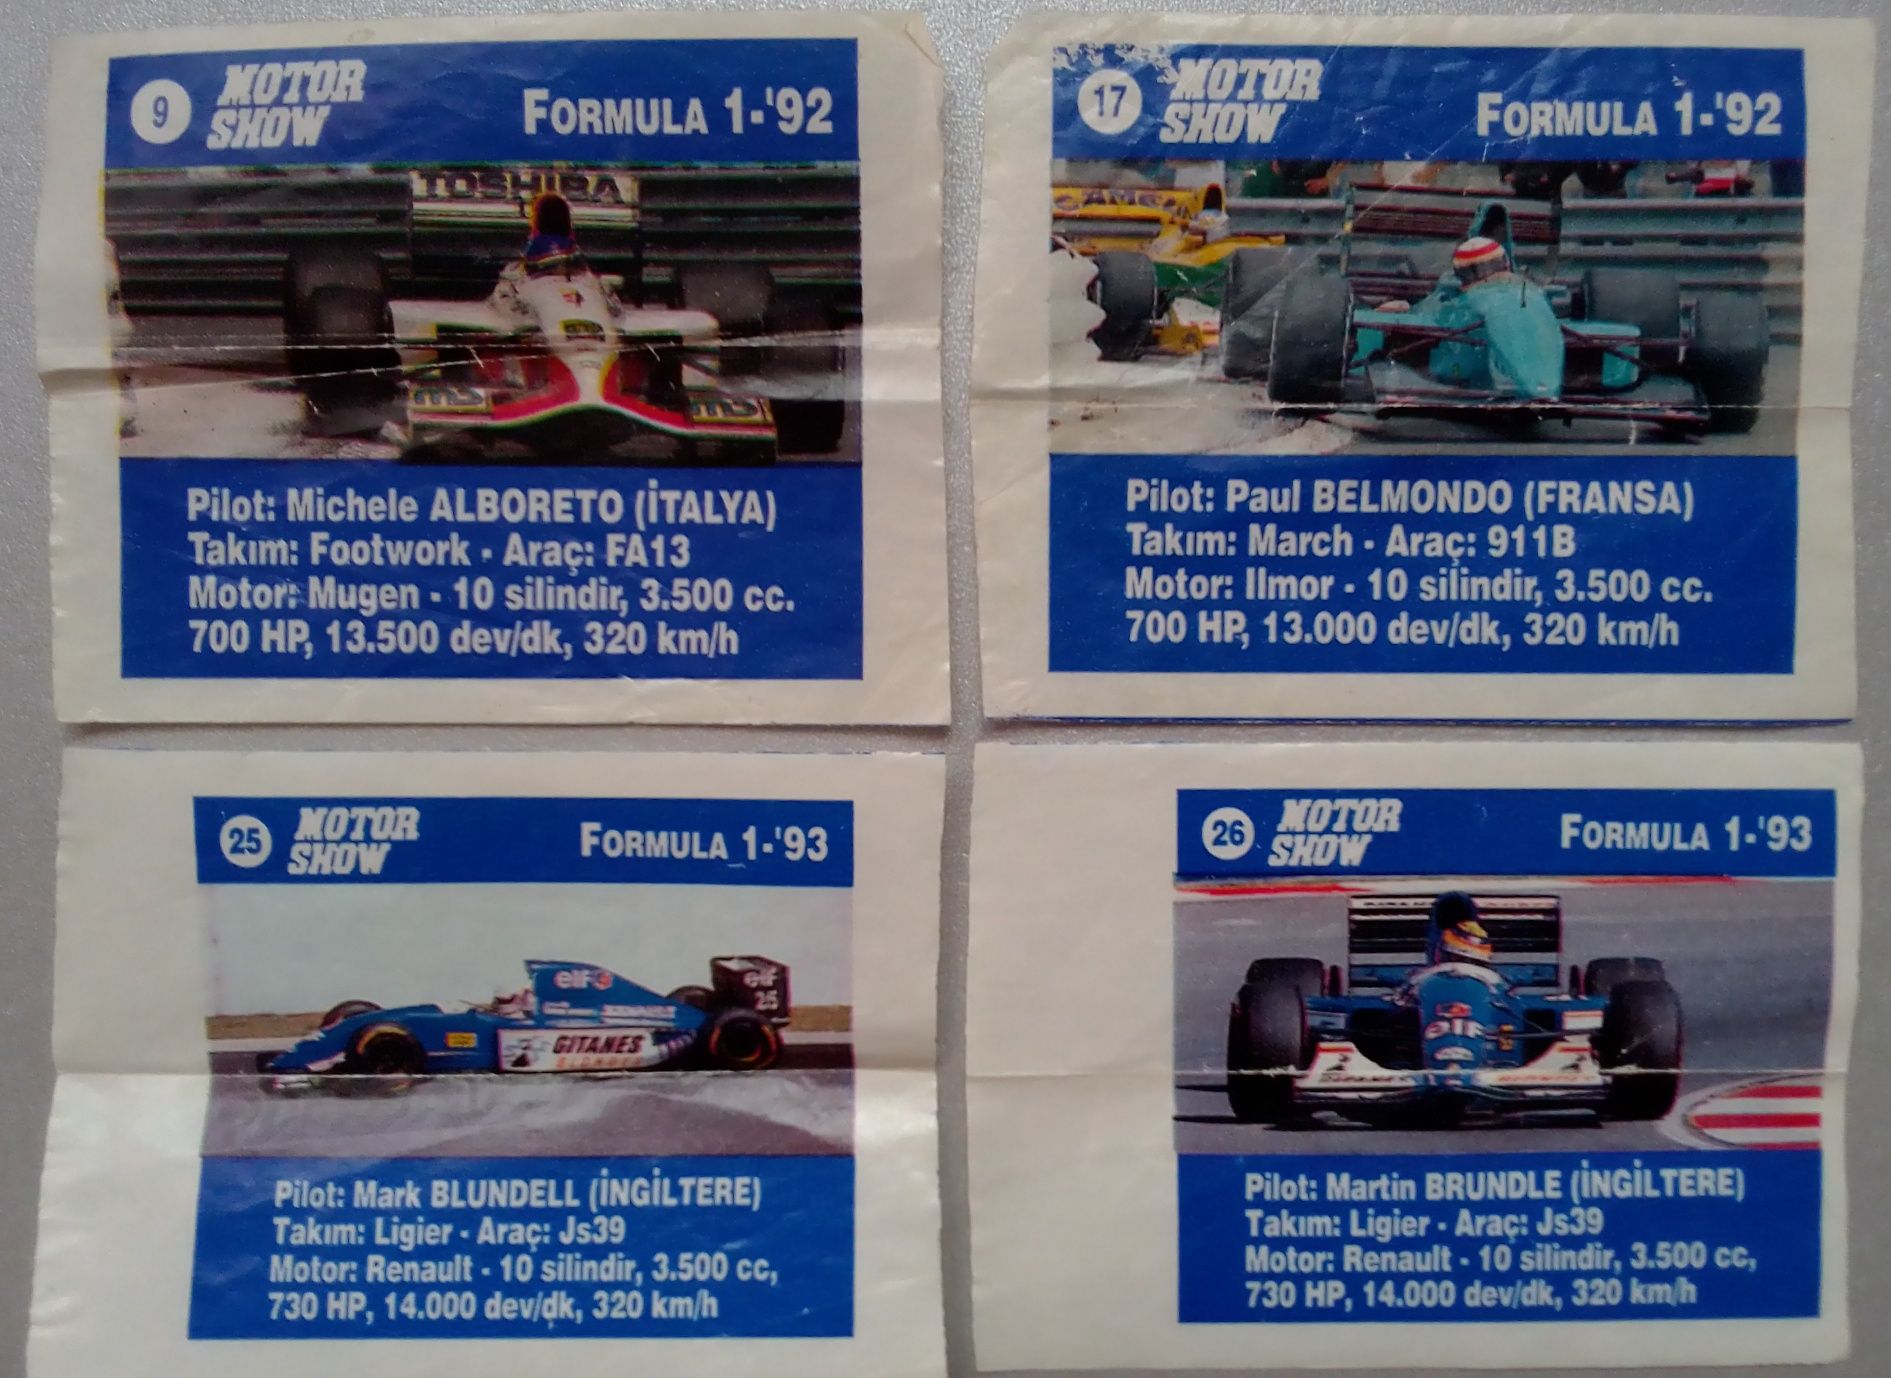 9
MOTOR
SHOW
FORMULA 1-'92
TOSHIBA
Pilot: Michele ALBORETO (İTALYA)
Takım: Footwork - Araç: FA13
Motor: Mugen - 10 silindir, 3.500 cc.
700 HP, 13.500 dev/dk, 320 km/h
17
MOTOR
SHOW
FORMULA 1-'92
Pilot: Paul BELMONDO (FRANSA)
Takım: March - Araç: 911B
Motor: Ilmor - 10 silindir, 3.500 cc.
700 HP, 13.000 dev/dk, 320 km/h
25
MOTOR
SHOW
FORMULA 1-'93
elf
elf
25
GITANES
BLONDES
Pilot: Mark BLUNDELL (İNGİLTERE)
Takım: Ligier - Araç: Js39
Motor: Renault - 10 silindir, 3.500 cc,
730 HP, 14.000 dev/dk, 320 km/h
26
MOTOR
SHOW
FORMULA 1-'93
elf
Pilot: Martin BRUNDLE (İNGİLTERE)
Takım: Ligier - Araç: Js39
Motor: Renault - 10 silindir, 3.500 cc,
730 HP, 14.000 dev/dk, 320 km/h